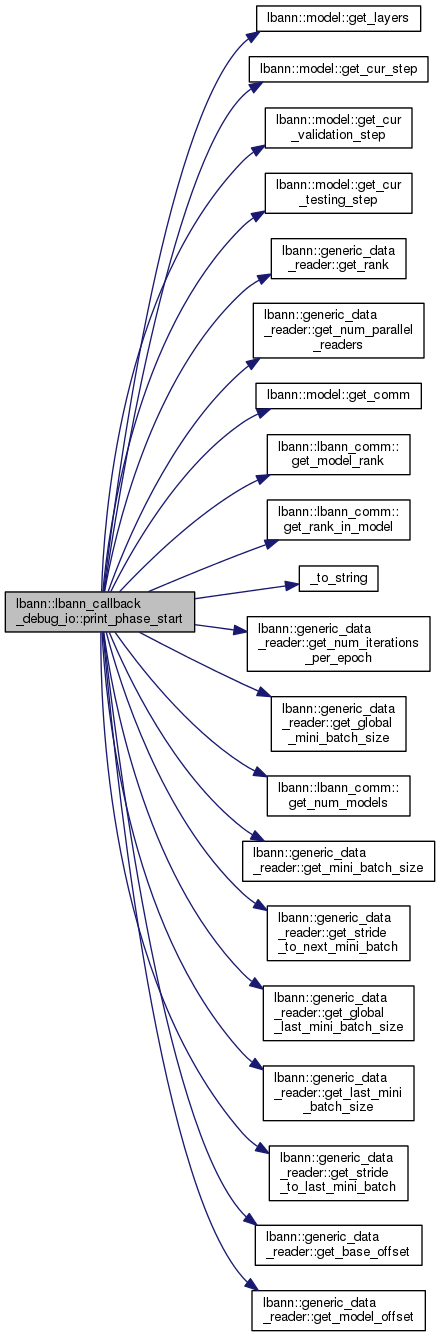 lbann::model::get_layers
lbann::model::get_cur_step
lbann::model::get_cur
_validation_step
lbann::model::get_cur
_testing_step
lbann::generic_data
_reader::get_rank
lbann::generic_data
_reader::get_num_parallel
_readers
lbann::model::get_comm
lbann::lbann_comm::
get_model_rank
lbann::lbann_comm::
get_rank_in_model
_to_string
lbann::lbann_callback
_debug_io::print_phase_start
lbann::generic_data
_reader::get_num_iterations
_per_epoch
lbann::generic_data
_reader::get_global
_mini_batch_size
lbann::lbann_comm::
get_num_models
lbann::generic_data
_reader::get_mini_batch_size
lbann::generic_data
_reader::get_stride
_to_next_mini_batch
lbann::generic_data
_reader::get_global
_last_mini_batch_size
lbann::generic_data
_reader::get_last_mini
_batch_size
lbann::generic_data
_reader::get_stride
_to_last_mini_batch
lbann::generic_data
_reader::get_base_offset
lbann::generic_data
_reader::get_model_offset